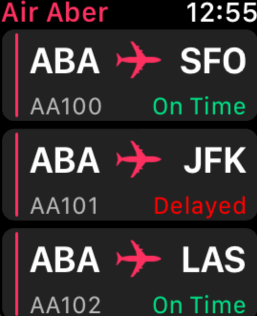 Air Aber 12:55
ABA SFO
AA100 On Time
ABA JFK
AA101 Delayed
ABA LAS
AA102 On Time